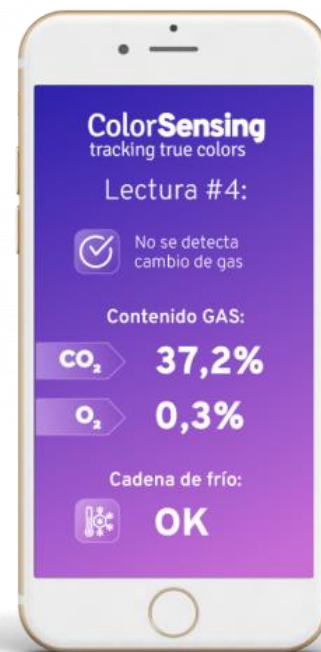 ColorSensing
tracking true colors
Lectura #4:
No se detecta
cambio de gas
Contenido GAS:
CO₂ 37,2%
O₂ 0,3%
Cadena de frío:
OK